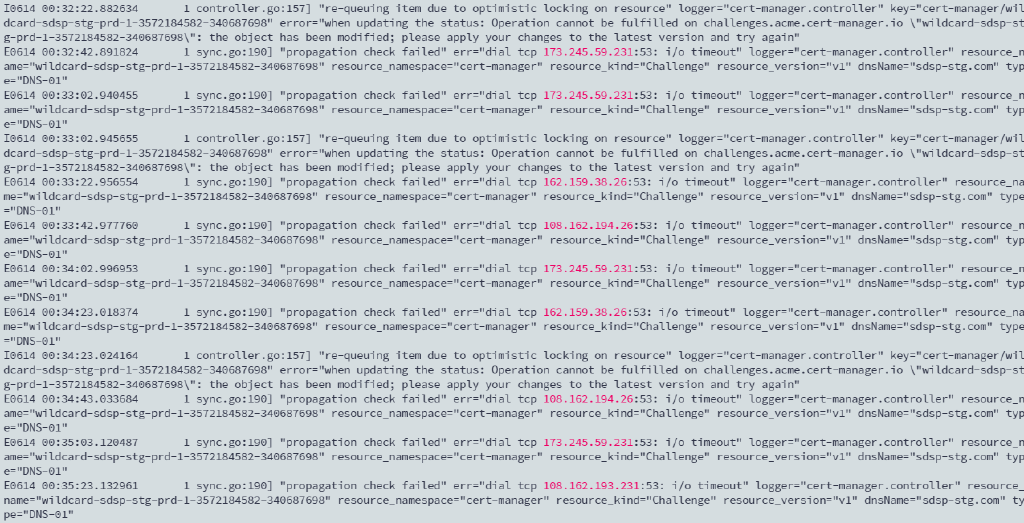 I0614 00:32:22.882634       1 controller.go:157] "re-queuing item due to optimistic locking on resource" logger="cert-manager.controller" key="cert-manager/wil
dcard-sdsp-stg-prd-1-3572184582-340687698" error="when updating the status: Operation cannot be fulfilled on challenges.acme.cert-manager.io \"wildcard-sdsp-st
g-prd-1-3572184582-340687698\": the object has been modified; please apply your changes to the latest version and try again"
E0614 00:32:42.891824       1 sync.go:190] "propagation check failed" err="dial tcp 173.245.59.231:53: i/o timeout" logger="cert-manager.controller" resource_n
ame="wildcard-sdsp-stg-prd-1-3572184582-340687698" resource_namespace="cert-manager" resource_kind="Challenge" resource_version="v1" dnsName="sdsp-stg.com" typ
e="DNS-01"
E0614 00:33:02.940455       1 sync.go:190] "propagation check failed" err="dial tcp 173.245.59.231:53: i/o timeout" logger="cert-manager.controller" resource_n
ame="wildcard-sdsp-stg-prd-1-3572184582-340687698" resource_namespace="cert-manager" resource_kind="Challenge" resource_version="v1" dnsName="sdsp-stg.com" typ
e="DNS-01"
I0614 00:33:02.945655       1 controller.go:157] "re-queuing item due to optimistic locking on resource" logger="cert-manager.controller" key="cert-manager/wil
dcard-sdsp-stg-prd-1-3572184582-340687698" error="when updating the status: Operation cannot be fulfilled on challenges.acme.cert-manager.io \"wildcard-sdsp-st
g-prd-1-3572184582-340687698\": the object has been modified; please apply your changes to the latest version and try again"
E0614 00:33:22.956554       1 sync.go:190] "propagation check failed" err="dial tcp 162.159.38.26:53: i/o timeout" logger="cert-manager.controller" resource_na
me="wildcard-sdsp-stg-prd-1-3572184582-340687698" resource_namespace="cert-manager" resource_kind="Challenge" resource_version="v1" dnsName="sdsp-stg.com" type
="DNS-01"
E0614 00:33:42.977760       1 sync.go:190] "propagation check failed" err="dial tcp 108.162.194.26:53: i/o timeout" logger="cert-manager.controller" resource_n
ame="wildcard-sdsp-stg-prd-1-3572184582-340687698" resource_namespace="cert-manager" resource_kind="Challenge" resource_version="v1" dnsName="sdsp-stg.com" typ
e="DNS-01"
E0614 00:34:02.996953       1 sync.go:190] "propagation check failed" err="dial tcp 173.245.59.231:53: i/o timeout" logger="cert-manager.controller" resource_n
ame="wildcard-sdsp-stg-prd-1-3572184582-340687698" resource_namespace="cert-manager" resource_kind="Challenge" resource_version="v1" dnsName="sdsp-stg.com" typ
e="DNS-01"
E0614 00:34:23.018374       1 sync.go:190] "propagation check failed" err="dial tcp 162.159.38.26:53: i/o timeout" logger="cert-manager.controller" resource_na
me="wildcard-sdsp-stg-prd-1-3572184582-340687698" resource_namespace="cert-manager" resource_kind="Challenge" resource_version="v1" dnsName="sdsp-stg.com" type
="DNS-01"
I0614 00:34:23.024164       1 controller.go:157] "re-queuing item due to optimistic locking on resource" logger="cert-manager.controller" key="cert-manager/wil
dcard-sdsp-stg-prd-1-3572184582-340687698" error="when updating the status: Operation cannot be fulfilled on challenges.acme.cert-manager.io \"wildcard-sdsp-st
g-prd-1-3572184582-340687698\": the object has been modified; please apply your changes to the latest version and try again"
E0614 00:34:43.033684       1 sync.go:190] "propagation check failed" err="dial tcp 108.162.194.26:53: i/o timeout" logger="cert-manager.controller" resource_n
ame="wildcard-sdsp-stg-prd-1-3572184582-340687698" resource_namespace="cert-manager" resource_kind="Challenge" resource_version="v1" dnsName="sdsp-stg.com" typ
e="DNS-01"
E0614 00:35:03.120487       1 sync.go:190] "propagation check failed" err="dial tcp 173.245.59.231:53: i/o timeout" logger="cert-manager.controller" resource_n
ame="wildcard-sdsp-stg-prd-1-3572184582-340687698" resource_namespace="cert-manager" resource_kind="Challenge" resource_version="v1" dnsName="sdsp-stg.com" typ
e="DNS-01"
E0614 00:35:23.132961       1 sync.go:190] "propagation check failed" err="dial tcp 108.162.193.231:53: i/o timeout" logger="cert-manager.controller" resource_
name="wildcard-sdsp-stg-prd-1-3572184582-340687698" resource_namespace="cert-manager" resource_kind="Challenge" resource_version="v1" dnsName="sdsp-stg.com" ty
pe="DNS-01"